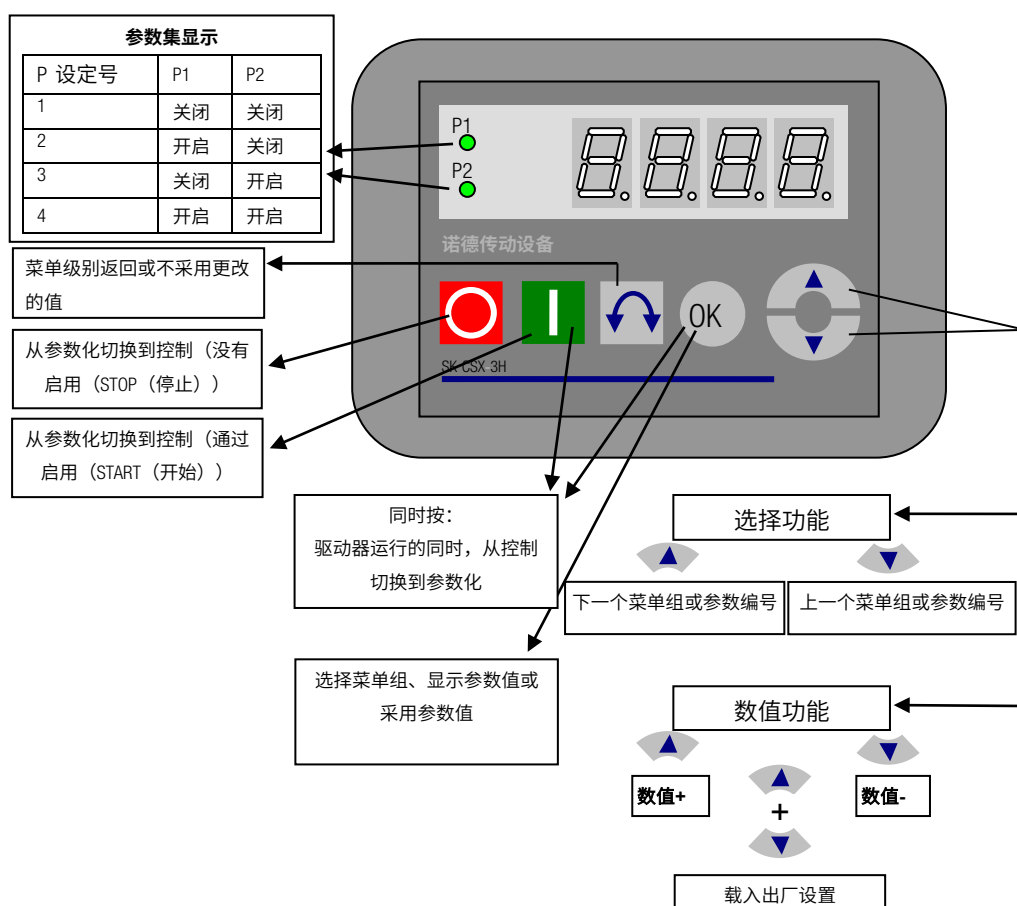 参数集显示
P 设定号 P1 P2
1 关闭 关闭
2 开启 关闭
3 关闭 开启
4 开启 开启
P1
P2
诺德传动设备
OK
SK-CSX-3H
菜单级别返回或不采用更改
的值
从参数化切换到控制（没有
启用（STOP（停止））
从参数化切换到控制（通过
启用（START（开始））
同时按：
驱动器运行的同时，从控制
切换到参数化
选择菜单组、显示参数值或
采用参数值
选择功能
下一个菜单组或参数编号
上一个菜单组或参数编号
数值功能
数值+
+
数值-
载入出厂设置